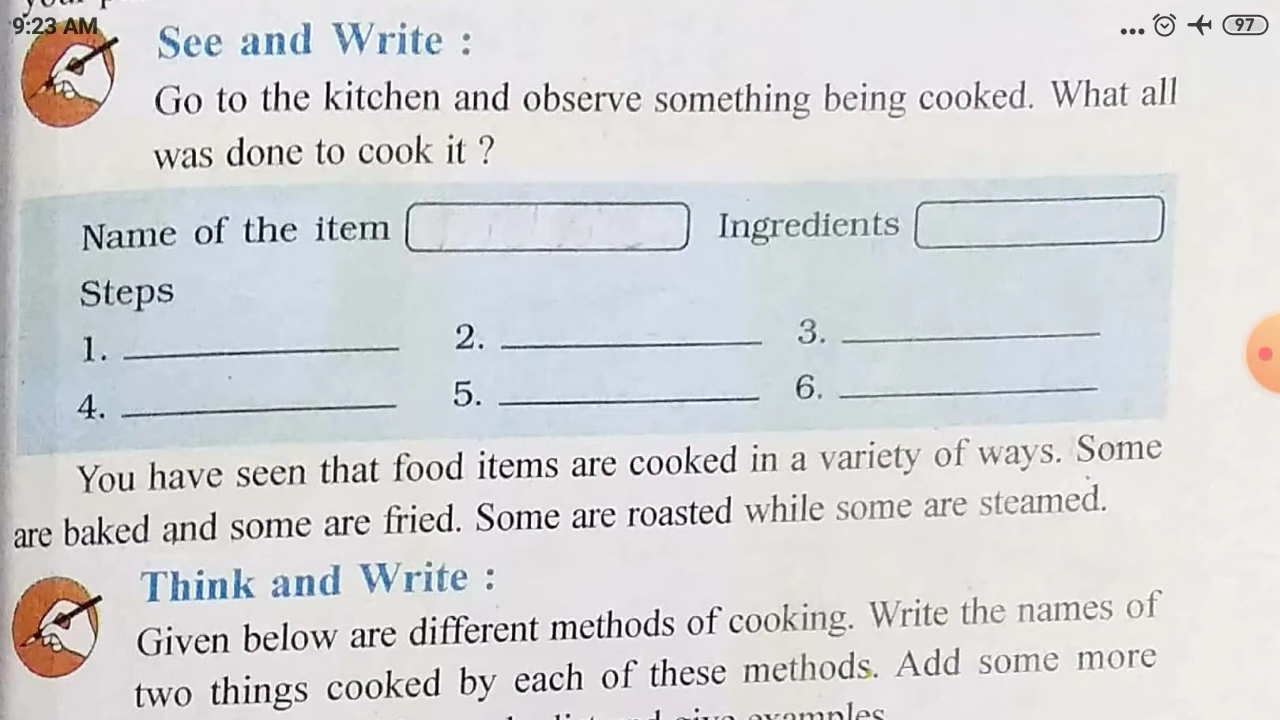 9:23 AM
97
See and Write :
Go to the kitchen and observe something being cooked. What all
was done to cook it ?
Name of the item Ingredients
Steps
1. 2. 3.
4. 5. 6.
You have seen that food items are cooked in a variety of ways. Some
are baked and some are fried. Some are roasted while some are steamed.
Think and Write :
Given below are different methods of cooking. Write the names of
two things cooked by each of these methods. Add some more
examples